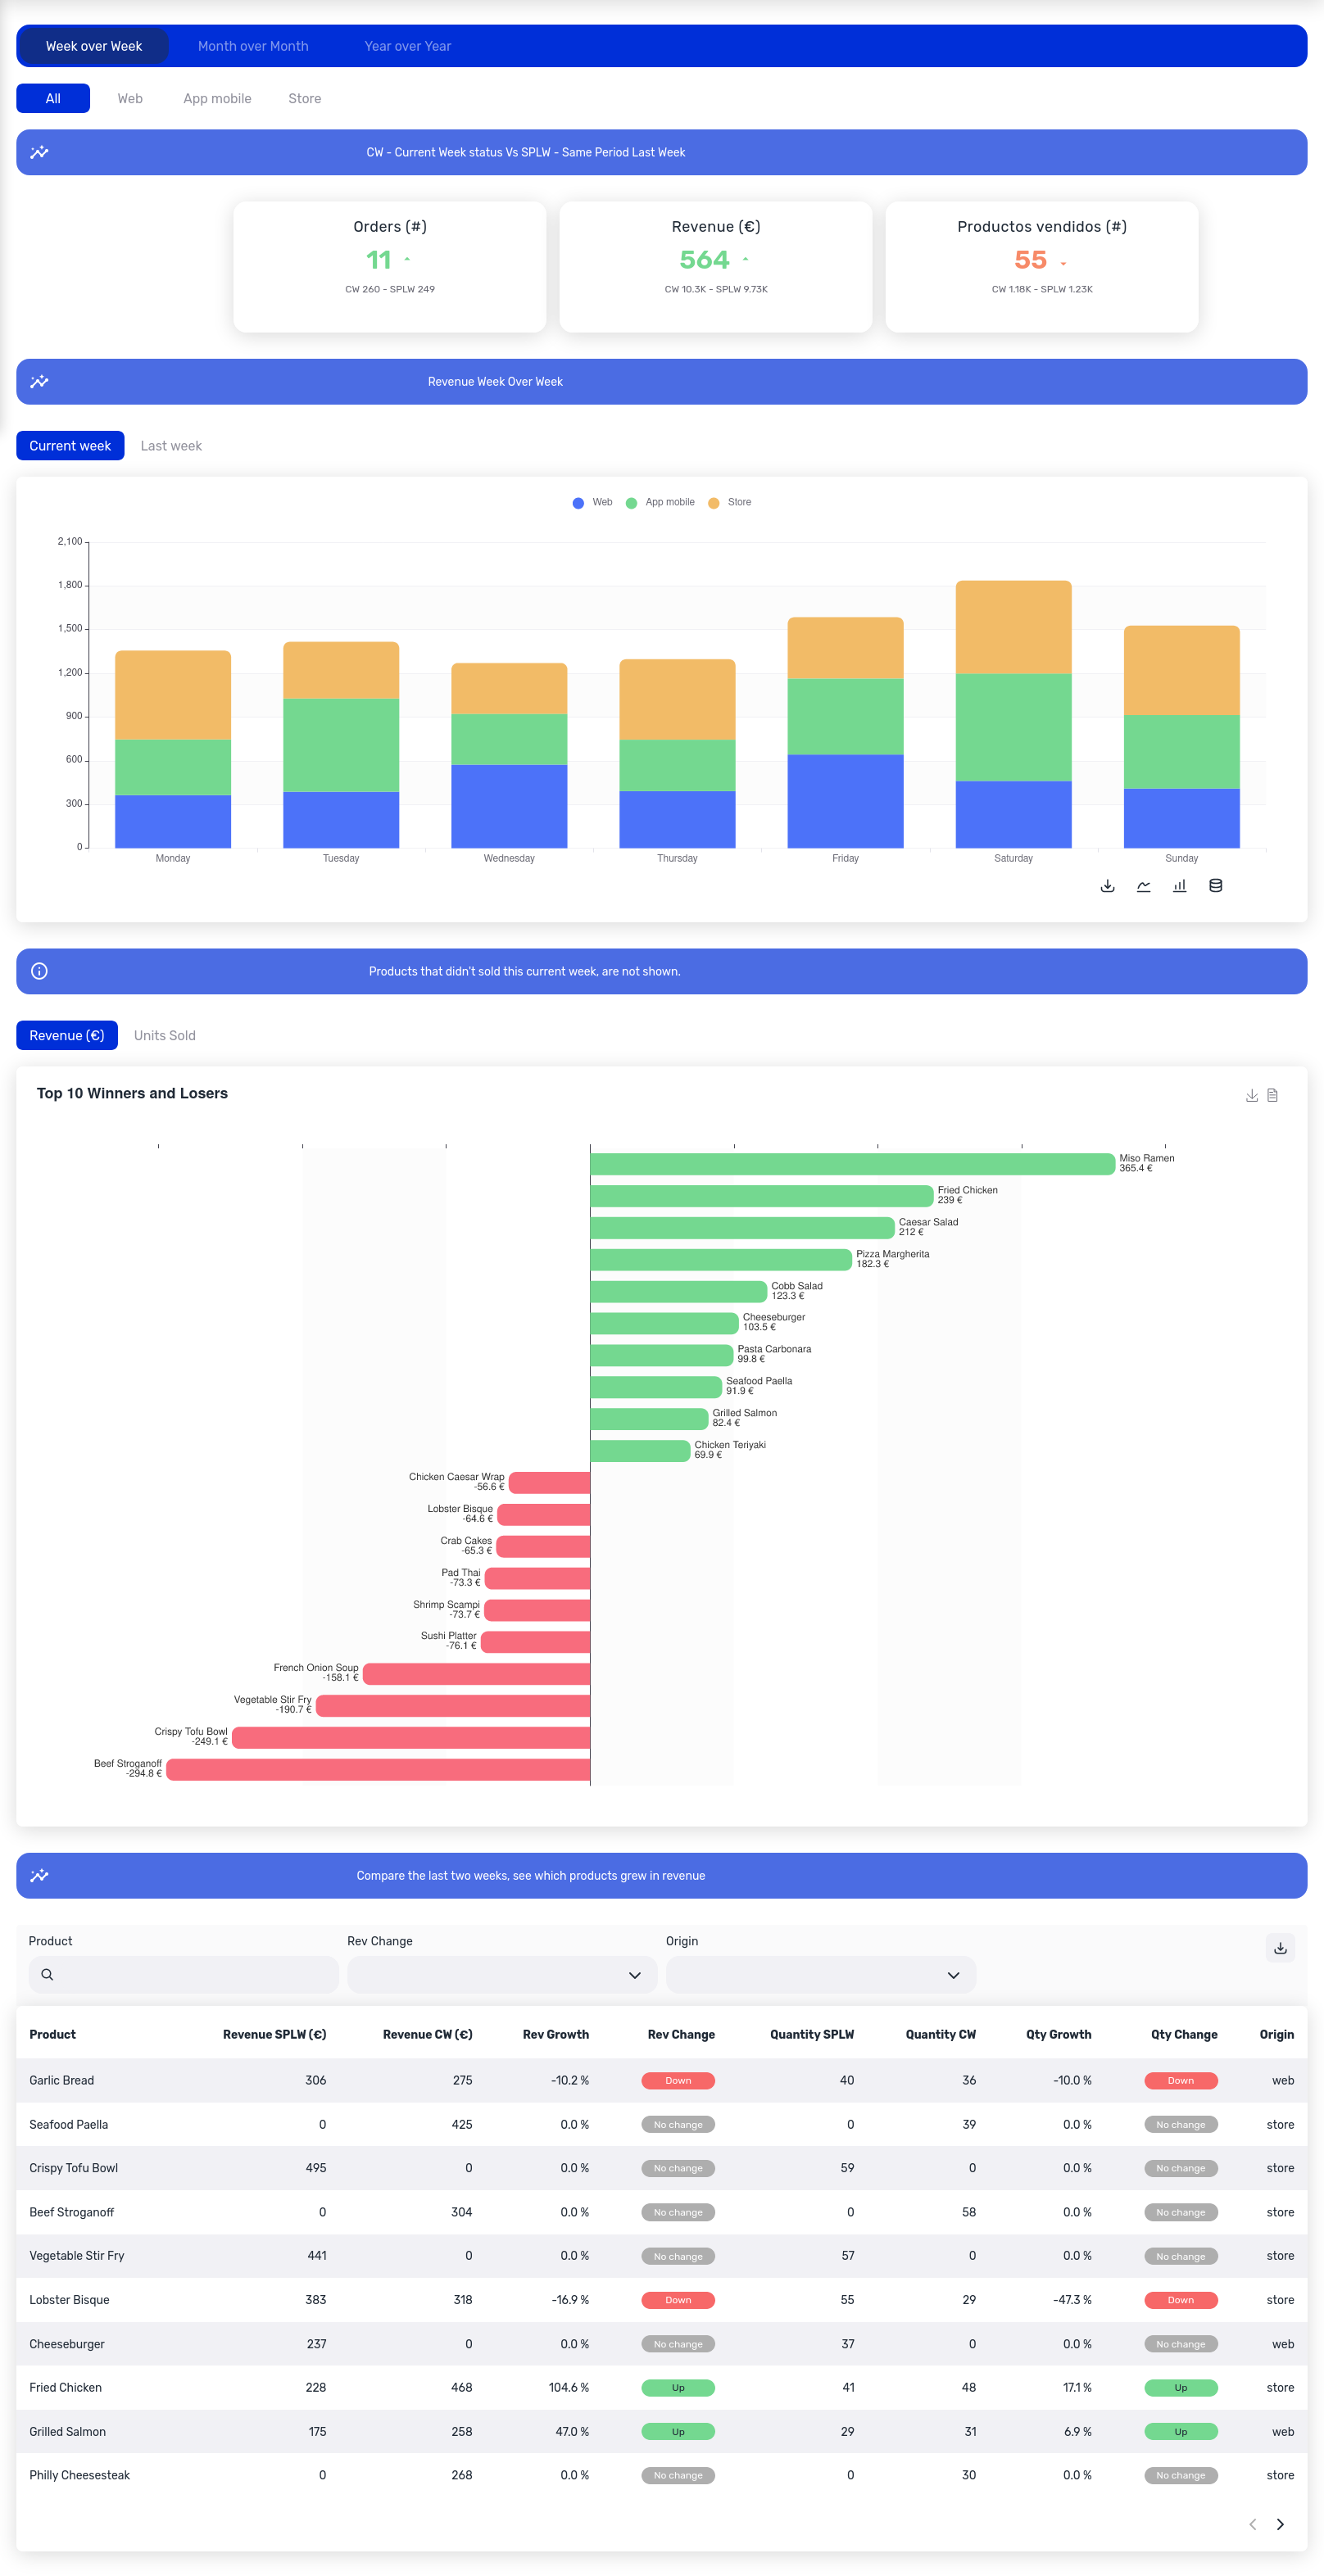 Week over Week Month over Month Year over Year
All Web App mobile Store
CW - Current Week status Vs SPLW - Same Period Last Week
Orders (#) Revenue (€) Productos vendidos (#)
11 564 55
CW 260 - SPLW 249 CW 10.3K - SPLW 9.73K CW 1.18K - SPLW 1.23K
Revenue Week Over Week
Current week Last week
Web App mobile Store
2,100
1,800
1,500
1,200
900
600
300
0
Monday Tuesday Wednesday Thursday Friday Saturday Sunday
Products that didn't sold this current week, are not shown.
Revenue (€) Units Sold
Top 10 Winners and Losers
Miso Ramen
365.4 €
Fried Chicken
239 €
Caesar Salad
212 €
Pizza Margherita
182.3 €
Cobb Salad
123.3 €
Cheeseburger
103.5 €
Pasta Carbonara
99.8 €
Seafood Paella
91.9 €
Grilled Salmon
82.4 €
Chicken Teriyaki
69.9 €
Chicken Caesar Wrap
-56.6 €
Lobster Bisque
-64.6 €
Crab Cakes
-65.3 €
Pad Thai
-73.3 €
Shrimp Scampi
-73.7 €
Sushi Platter
-76.1 €
French Onion Soup
-158.1 €
Vegetable Stir Fry
-190.7 €
Crispy Tofu Bowl
-249.1 €
Beef Stroganoff
-294.8 €
Compare the last two weeks, see which products grew in revenue
Product Rev Change Origin
Product Revenue SPLW (€) Revenue CW (€) Rev Growth Rev Change Quantity SPLW Quantity CW Qty Growth Qty Change Origin
Garlic Bread 306 275 -10.2 % Down 40 36 -10.0 % Down web
Seafood Paella 0 425 0.0 % No change 0 39 0.0 % No change store
Crispy Tofu Bowl 495 0 0.0 % No change 59 0 0.0 % No change store
Beef Stroganoff 0 304 0.0 % No change 0 58 0.0 % No change store
Vegetable Stir Fry 441 0 0.0 % No change 57 0 0.0 % No change store
Lobster Bisque 383 318 -16.9 % Down 55 29 -47.3 % Down store
Cheeseburger 237 0 0.0 % No change 37 0 0.0 % No change web
Fried Chicken 228 468 104.6 % Up 41 48 17.1 % Up store
Grilled Salmon 175 258 47.0 % Up 29 31 6.9 % Up web
Philly Cheesesteak 0 268 0.0 % No change 0 30 0.0 % No change store